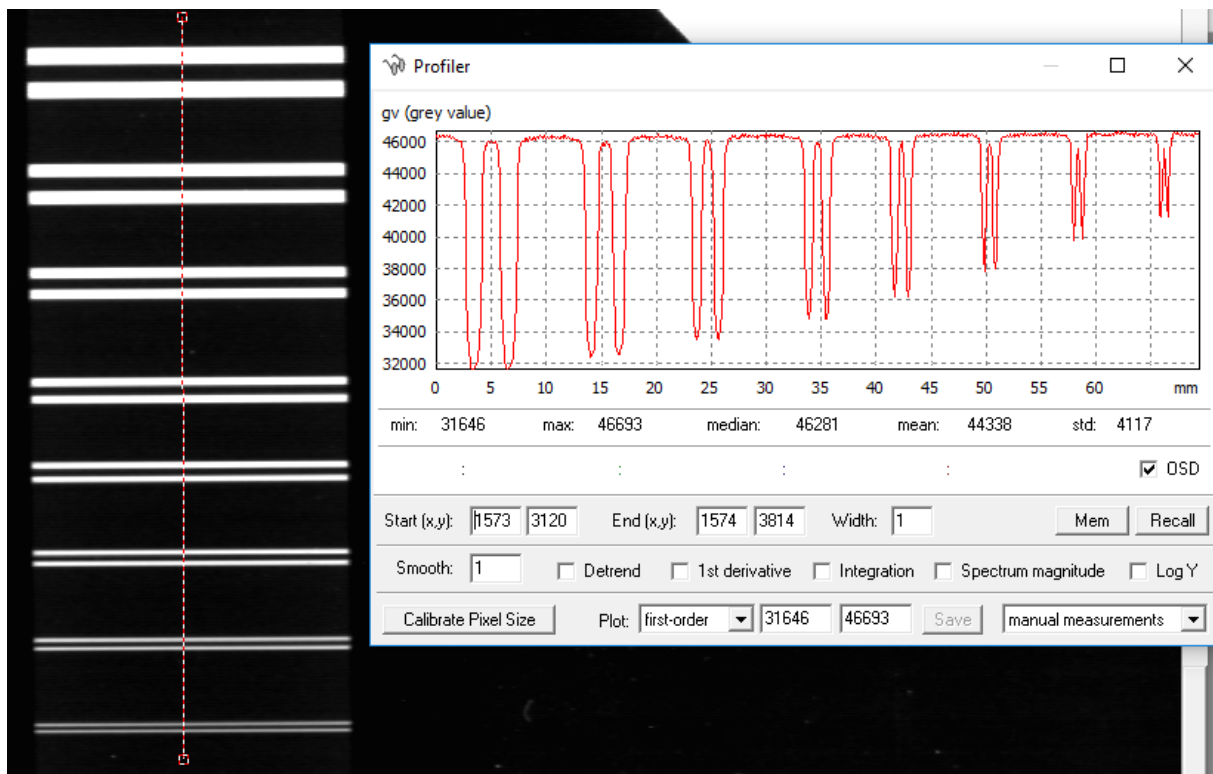 Profiler
gv (grey value)
46000
44000
42000
40000
38000
36000
34000
32000
0 5 10 15 20 25 30 35 40 45 50 55 60 mm
min: 31646 max: 46693 median: 46281 mean: 44338 std: 4117
: : : : OSD
Start (x,y): 1573 3120 End (x,y): 1574 3814 Width: 1 Mem Recall
Smooth: 1 Detrend 1st derivative Integration Spectrum magnitude Log Y
Calibrate Pixel Size Plot: first-order 31646 46693 Save manual measurements